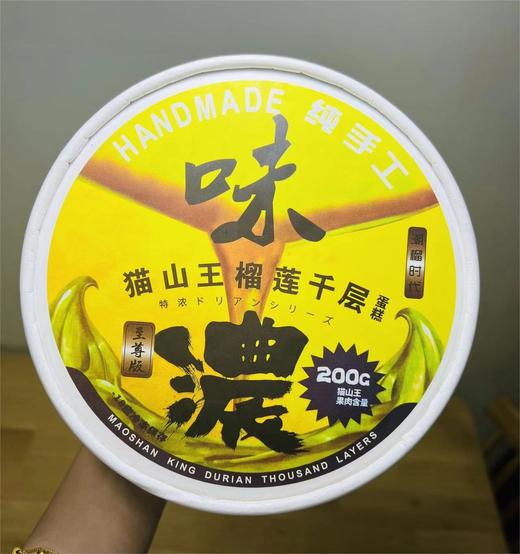 HANDMADE 纯手工
味
潮榴时代
猫山王榴莲千层蛋糕
特浓ドリアンシリーズ
至尊版
濃
200G
猫山王
果肉含量
MAOSHAN KING DURIAN THOUSAND LAYERS